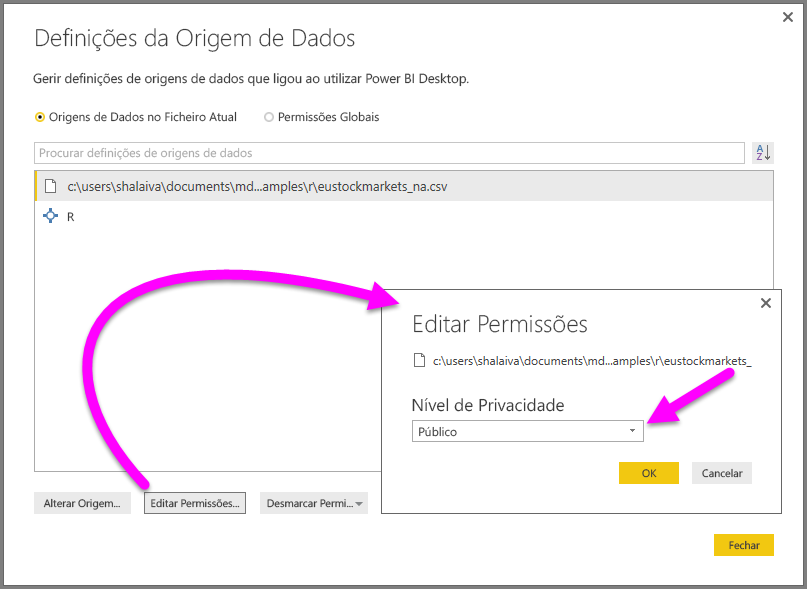 Definições da Origem de Dados
Gerir definições de origens de dados que ligou ao utilizar Power BI Desktop.
Origens de Dados no Ficheiro Atual
Permissões Globais
Procurar definições de origens de dados
A
Z
c:\users\shalaiva\documents\md...amples\r\eustockmarkets_na.csv
R
Editar Permissões
c:\users\shalaiva\documents\md...amples\r\eustockmarkets_
Nível de Privacidade
Público
OK
Cancelar
Alterar Origem...
Editar Permissões...
Desmarcar Permi...
Fechar